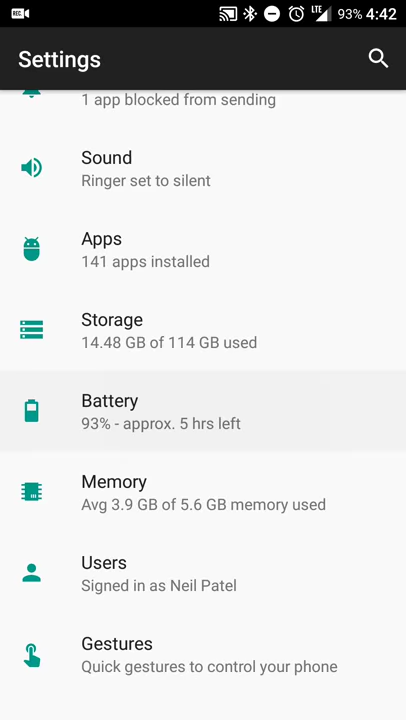 REC
LTE
93% 4:42
Settings
1 app blocked from sending
Sound
Ringer set to silent
Apps
141 apps installed
Storage
14.48 GB of 114 GB used
Battery
93% - approx. 5 hrs left
Memory
Avg 3.9 GB of 5.6 GB memory used
Users
Signed in as Neil Patel
Gestures
Quick gestures to control your phone